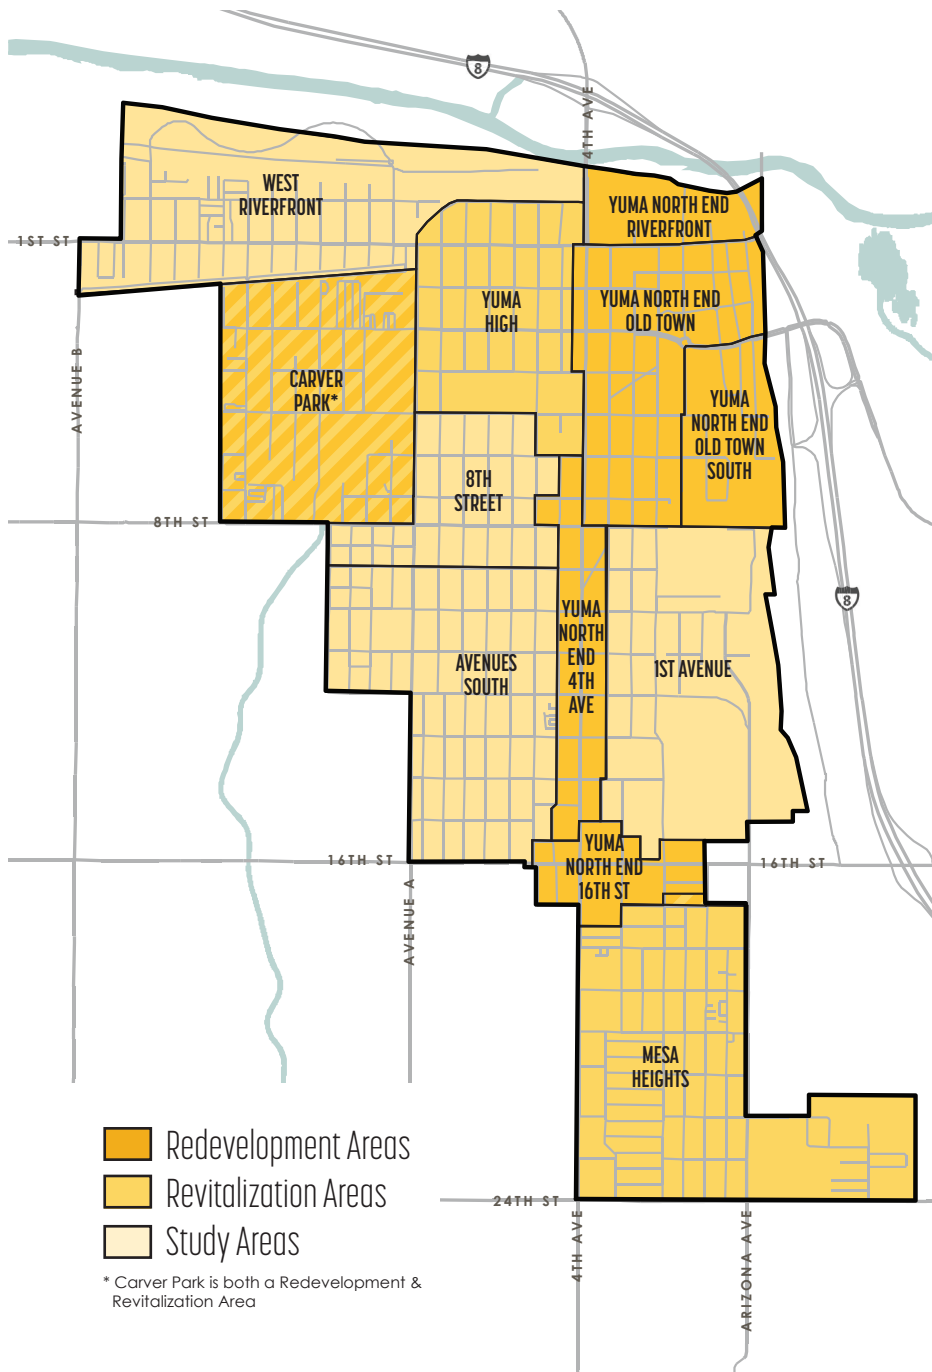 8
4TH AVE
WEST
RIVERFRONT
YUMA NORTH END
RIVERFRONT
1ST ST
YUMA
HIGH
YUMA NORTH END
OLD TOWN
AVENUE B
CARVER
PARK*
YUMA
NORTH END
OLD TOWN
SOUTH
8TH
STREET
8TH ST
8
YUMA
NORTH
END
4TH
AVE
AVENUES
SOUTH
1ST AVENUE
16TH ST
YUMA
NORTH END
16TH ST
16TH ST
AVENUE A
MESA
HEIGHTS
Redevelopment Areas
Revitalization Areas
Study Areas
* Carver Park is both a Redevelopment &
Revitalization Area
24TH ST
4TH AVE
ARIZONA AVE